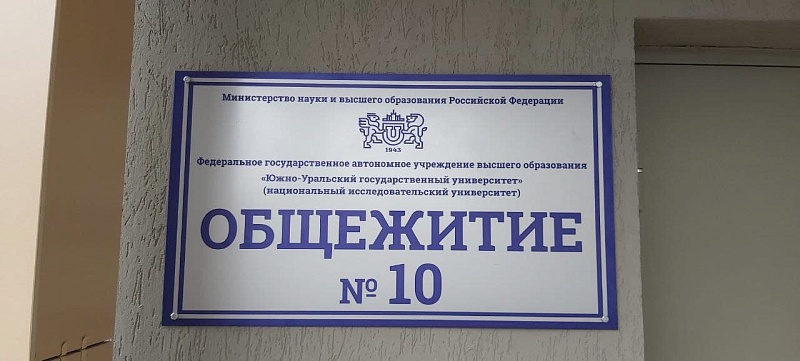 Министерство науки и высшего образования Российской Федерации
1943
Федеральное государственное автономное учреждение высшего образования
«Южно-Уральский государственный университет»
(национальный исследовательский университет)
ОБЩЕЖИТИЕ
№ 10